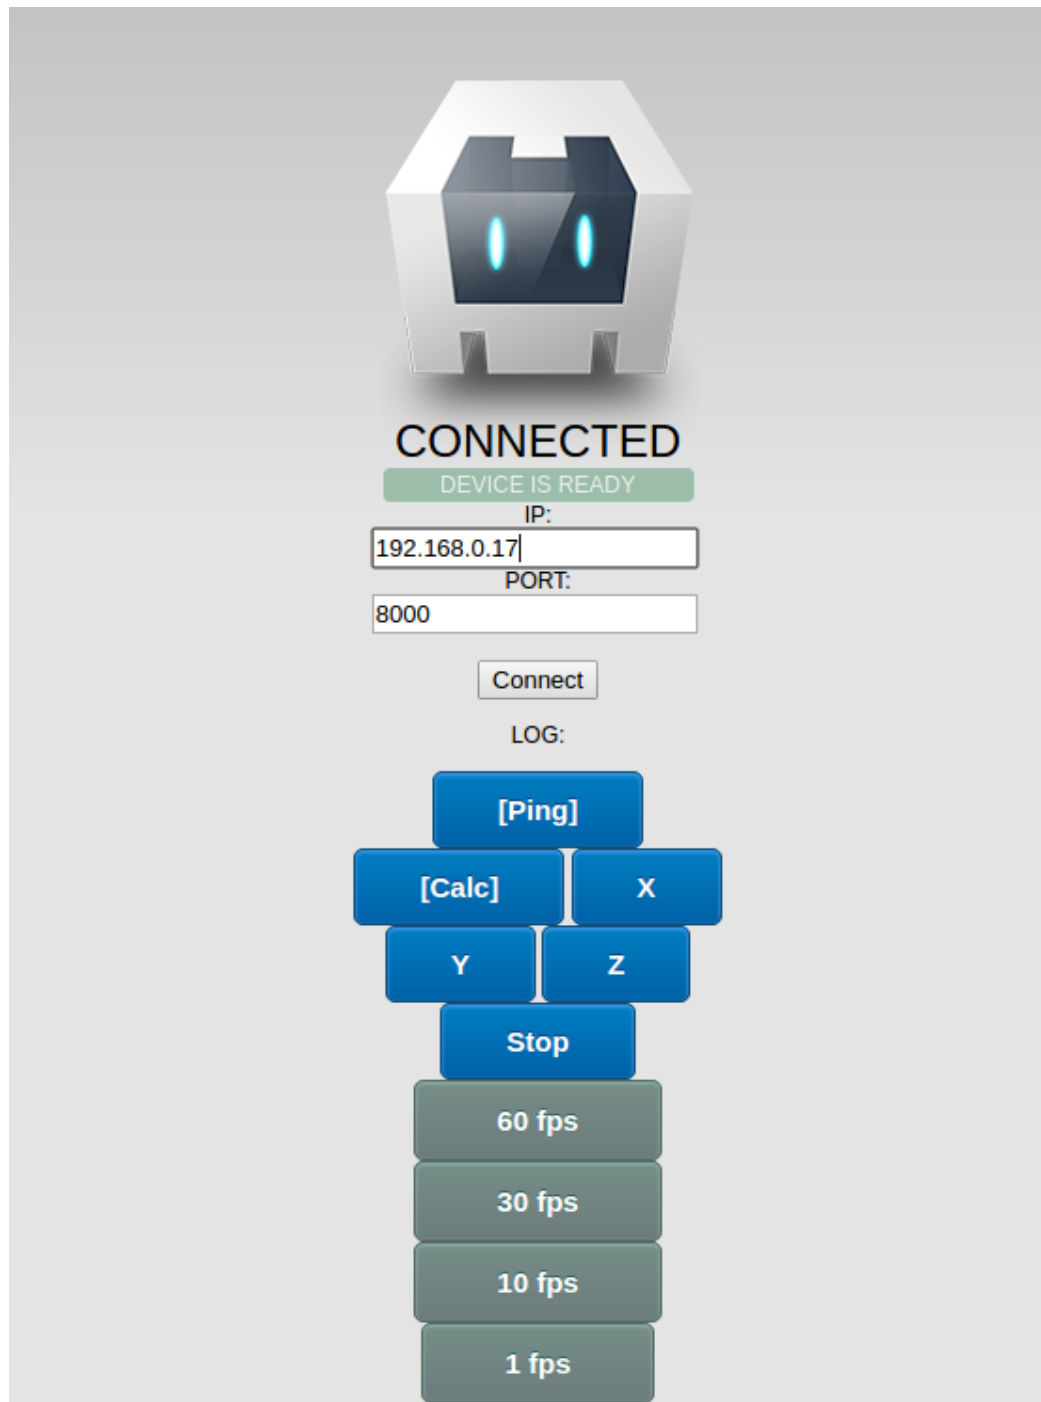 CONNECTED
DEVICE IS READY
IP:
192.168.0.17
PORT:
8000
Connect
LOG:
[Ping]
[Calc] X
Y Z
Stop
60 fps
30 fps
10 fps
1 fps